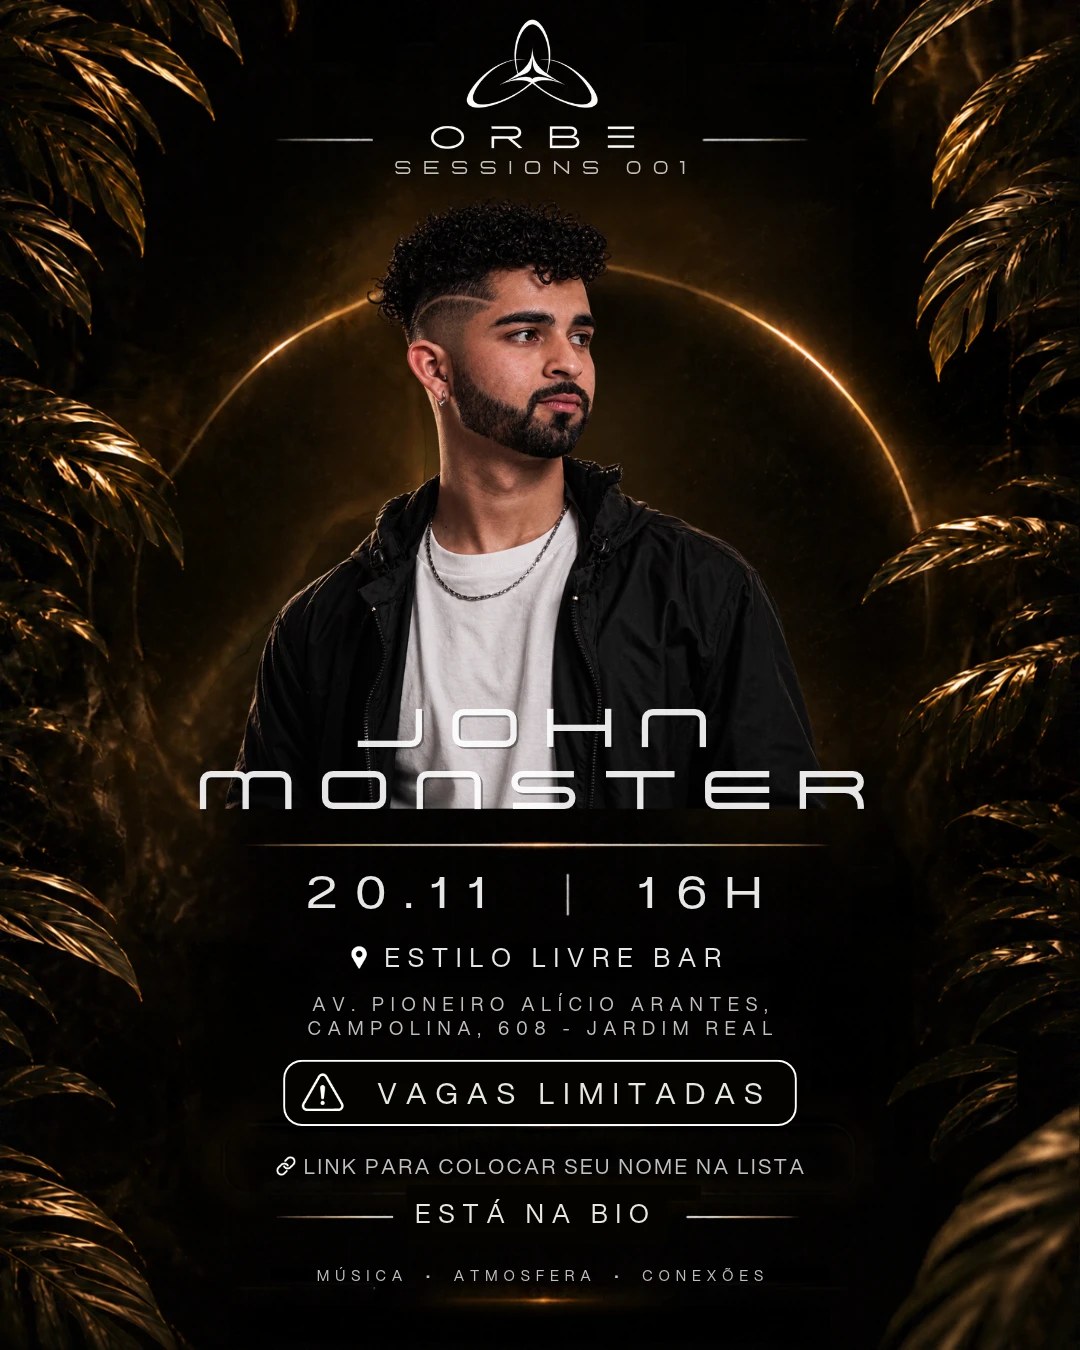 ORBE
SESSIONS 001
JOHN
MONSTER
20.11 | 16H
ESTILO LIVRE BAR
AV. PIONEIRO ALÍCIO ARANTES,
CAMPOLINA, 608 - JARDIM REAL
VAGAS LIMITADAS
LINK PARA COLOCAR SEU NOME NA LISTA
ESTÁ NA BIO
MÚSICA • ATMOSFERA • CONEXÕES